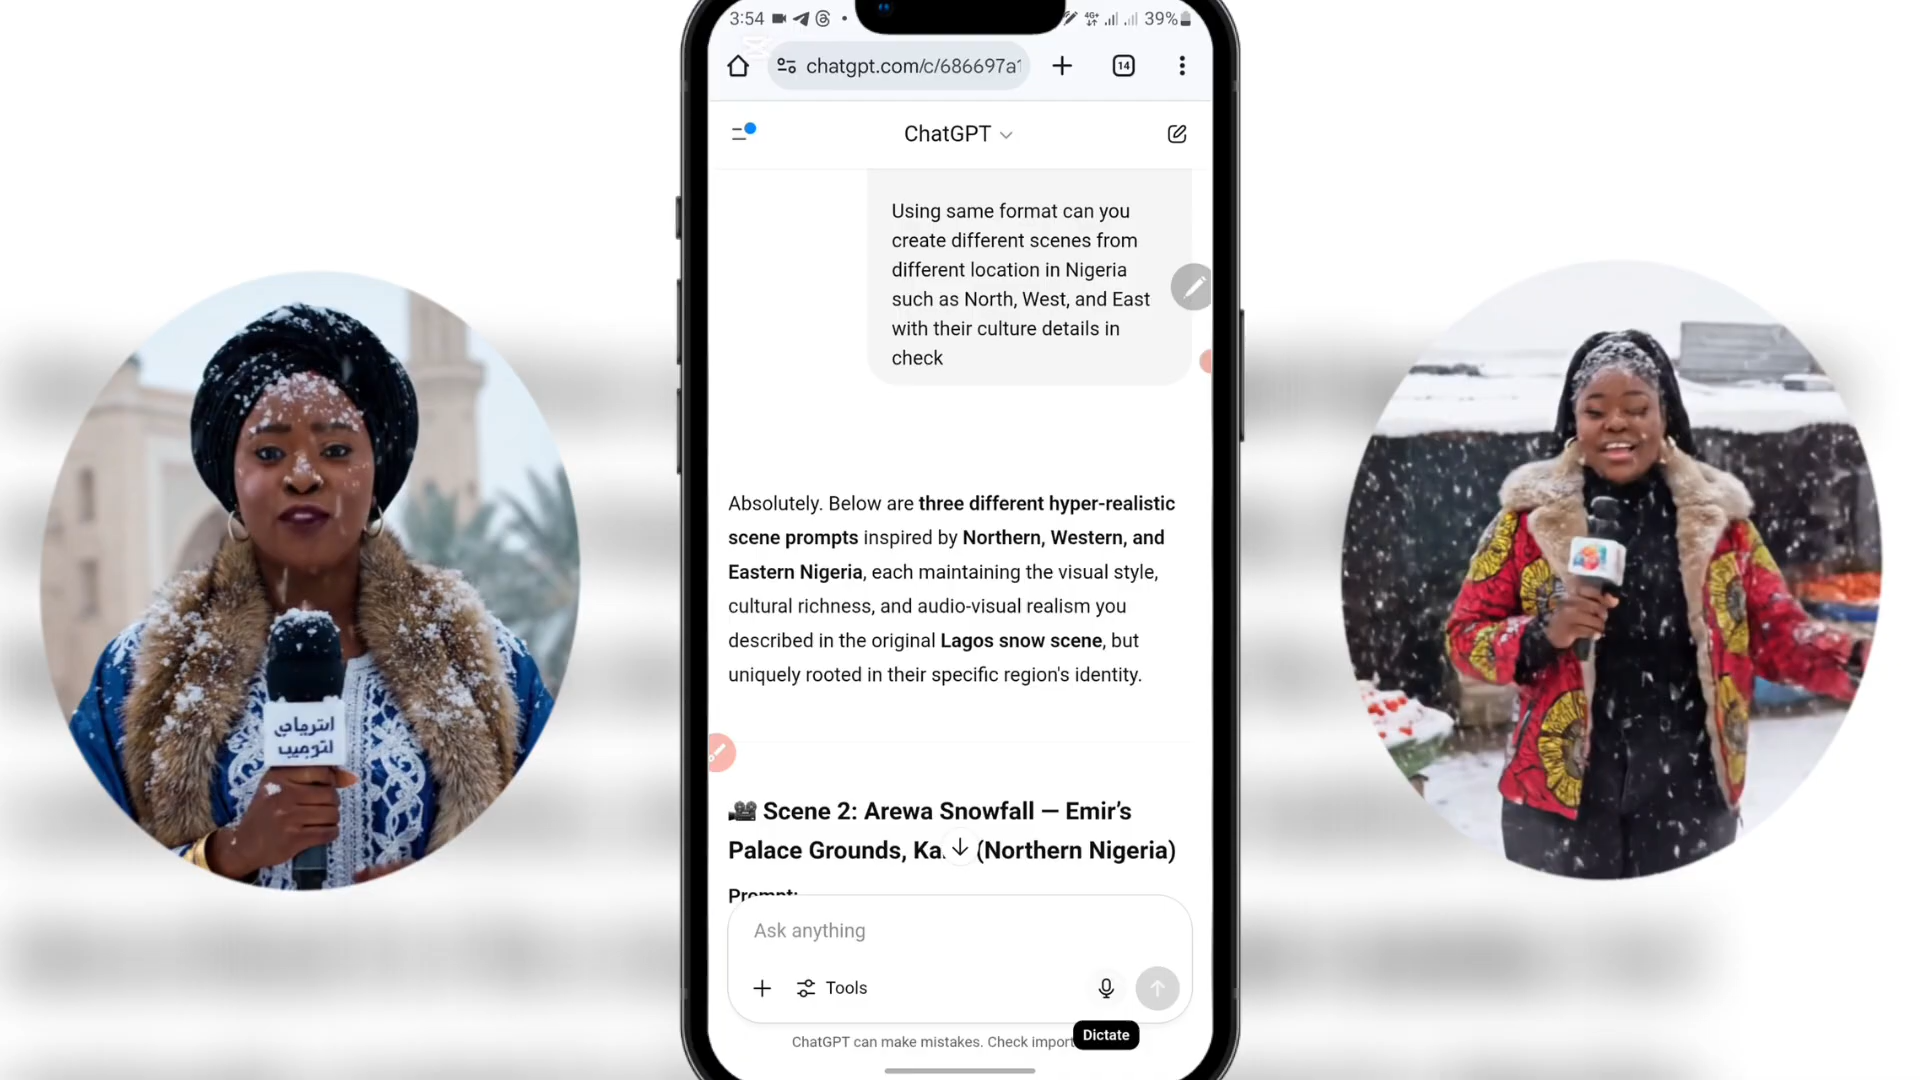 3:54
4G+
39%
chatgpt.com/c/686697a1
14
ChatGPT
Using same format can you
create different scenes from
different location in Nigeria
such as North, West, and East
with their culture details in
check
Absolutely. Below are three different hyper-realistic
scene prompts inspired by Northern, Western, and
Eastern Nigeria, each maintaining the visual style,
cultural richness, and audio-visual realism you
described in the original Lagos snow scene, but
uniquely rooted in their specific region's identity.
🎥 Scene 2: Arewa Snowfall — Emir’s
Palace Grounds, Ka (Northern Nigeria)
Prompt:
Ask anything
Tools
Dictate
ChatGPT can make mistakes. Check import